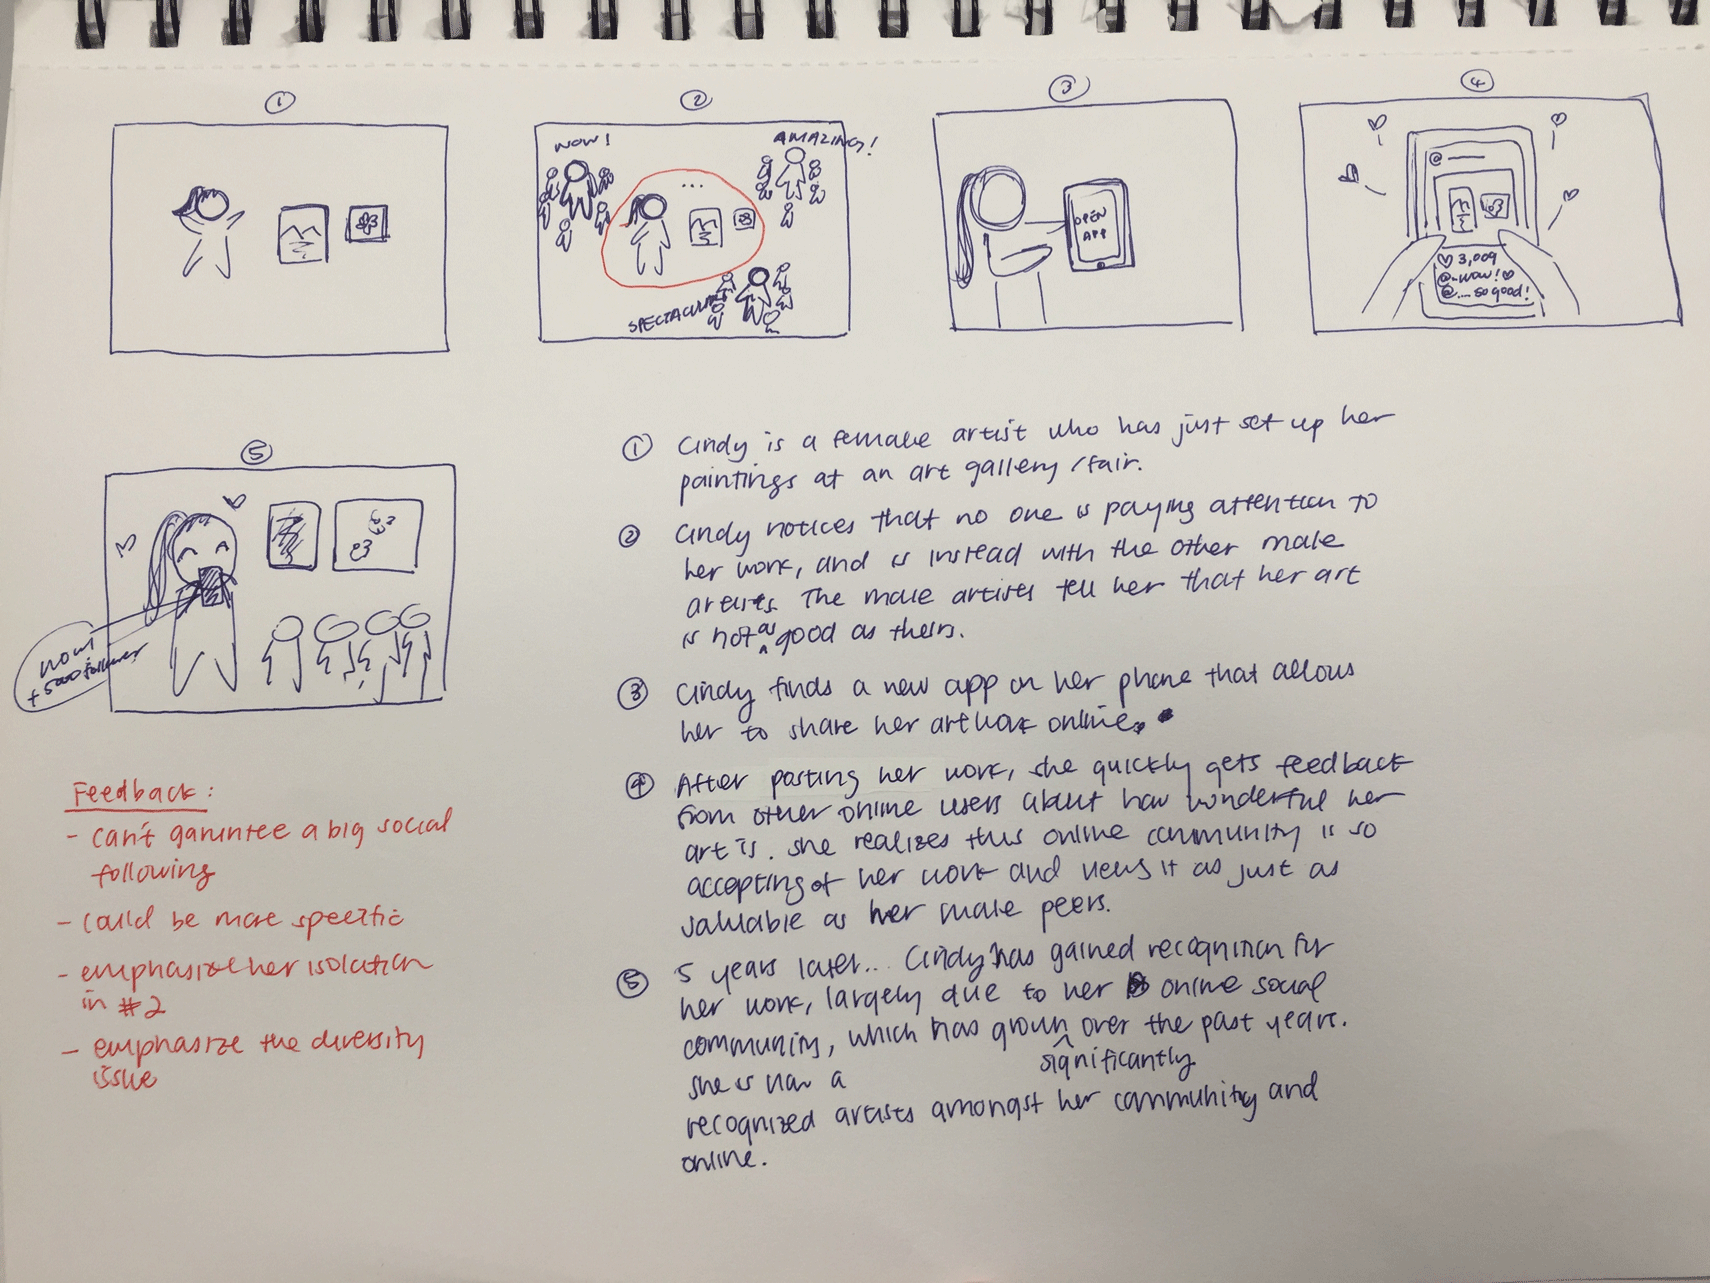 ①
②
③
④
WOW!
AMAZING!
...
SPECTACULAR
OPEN
APP
@
♡ 3,009
@..wow!♡
@.... so good!
⑤
wow!
+5000 followers
① Cindy is a female artist who has just set up her
paintings at an art gallery/fair.
② Cindy notices that no one is paying attention to
her work, and is instead with the other male
artists. The male artists tell her that her art
is not as good as theirs.
③ Cindy finds a new app on her phone that allows
her to share her artwork online.
④ After posting her work, she quickly gets feedback
from other online users about how wonderful her
art is. She realizes this online community is so
accepting of her work and views it as just as
valuable as her male peers.
⑤ 5 years later... Cindy has gained recognition for
her work, largely due to her online social
community, which has grown significantly over the past years.
she is now a
recognized artists amongst her community and
online.
Feedback:
- can't garuntee a big social
following
- could be more specific
- emphasize her isolation
in #2
- emphasize the diversity
issue